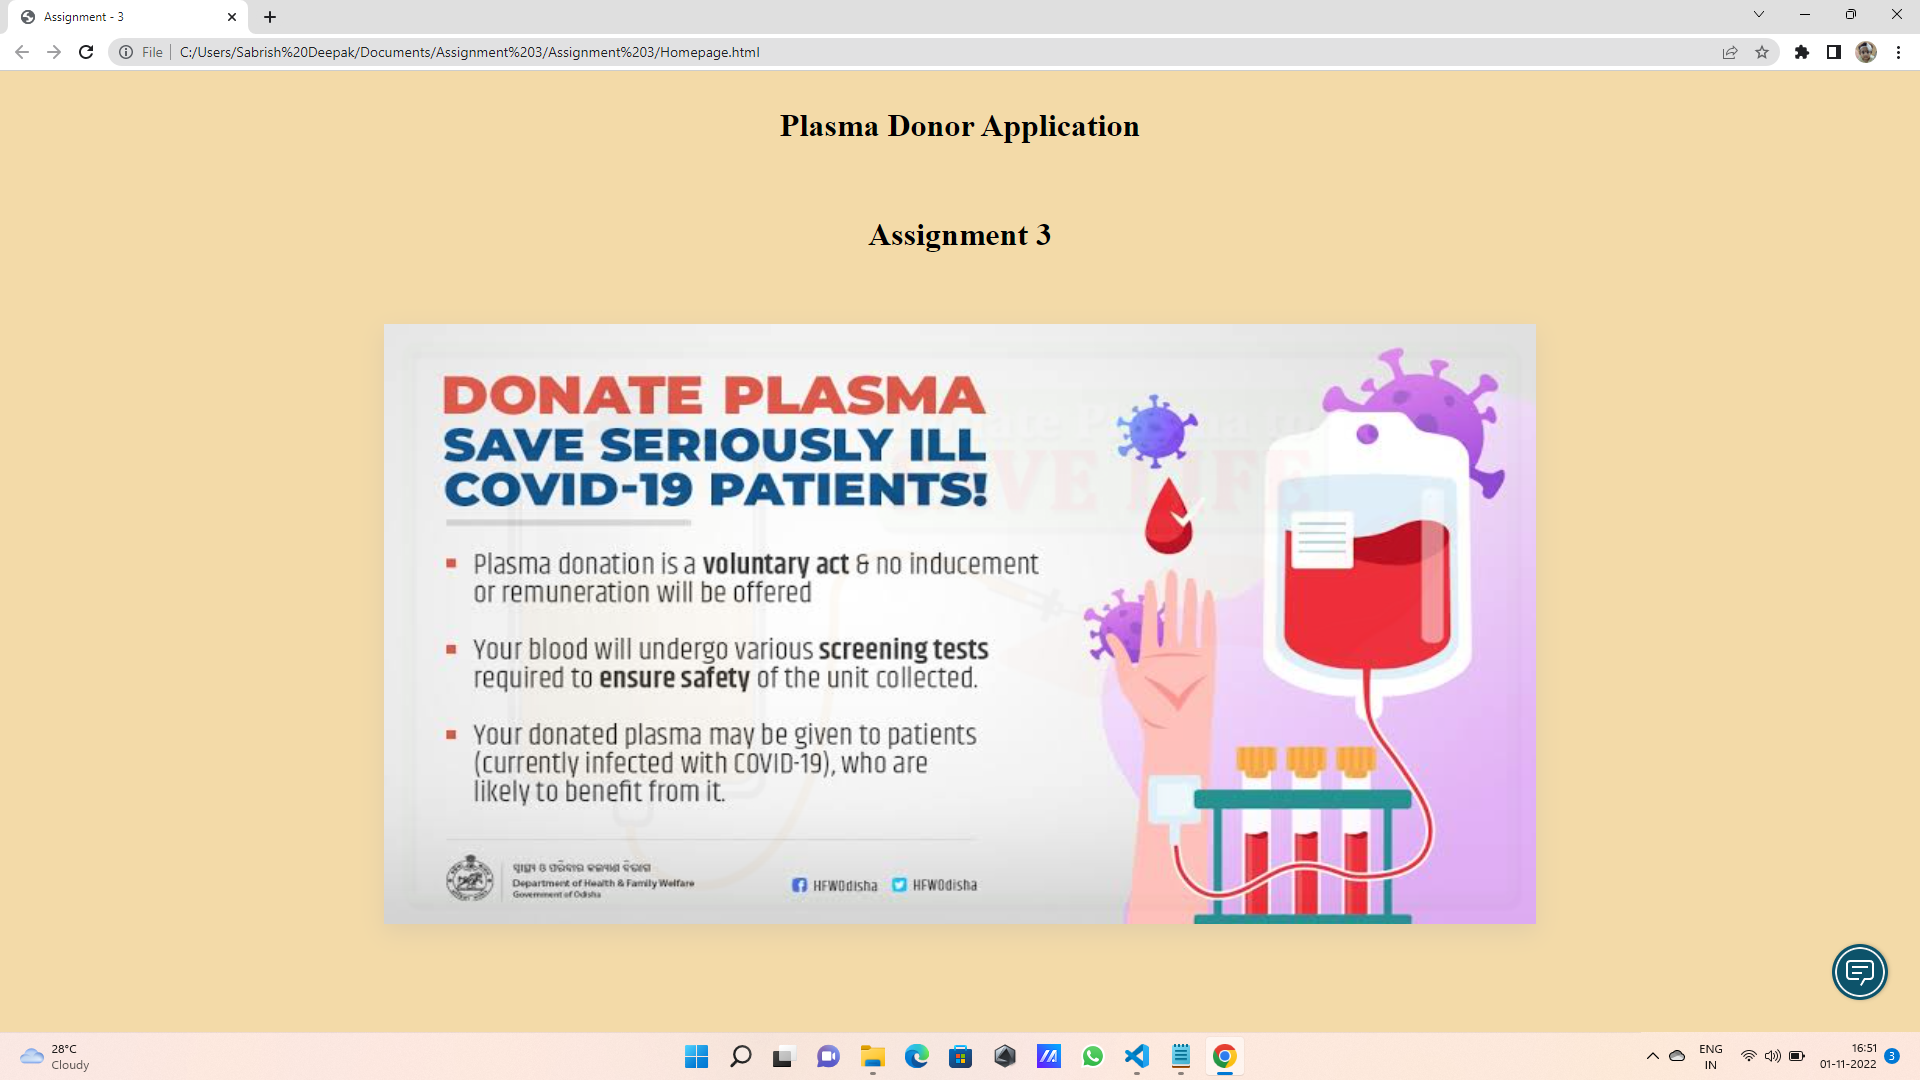 Assignment - 3
File
C:/Users/Sabrish%20Deepak/Documents/Assignment%203/Assignment%203/Homepage.html
Plasma Donor Application
Assignment 3
DONATE PLASMA
SAVE SERIOUSLY ILL
COVID-19 PATIENTS!
SAVE LIFE
Plasma donation is a voluntary act & no inducement
or remuneration will be offered
Your blood will undergo various screening tests
required to ensure safety of the unit collected.
Your donated plasma may be given to patients
(currently infected with COVID-19), who are
likely to benefit from it.
ସ୍ୱାସ୍ଥ୍ୟ ଓ ପରିବାର କଲ୍ୟାଣ ବିଭାଗ
Department of Health & Family Welfare
Government of Odisha
HFWOdisha
HFWOdisha
28°C
Cloudy
ENG
IN
16:51
01-11-2022
3